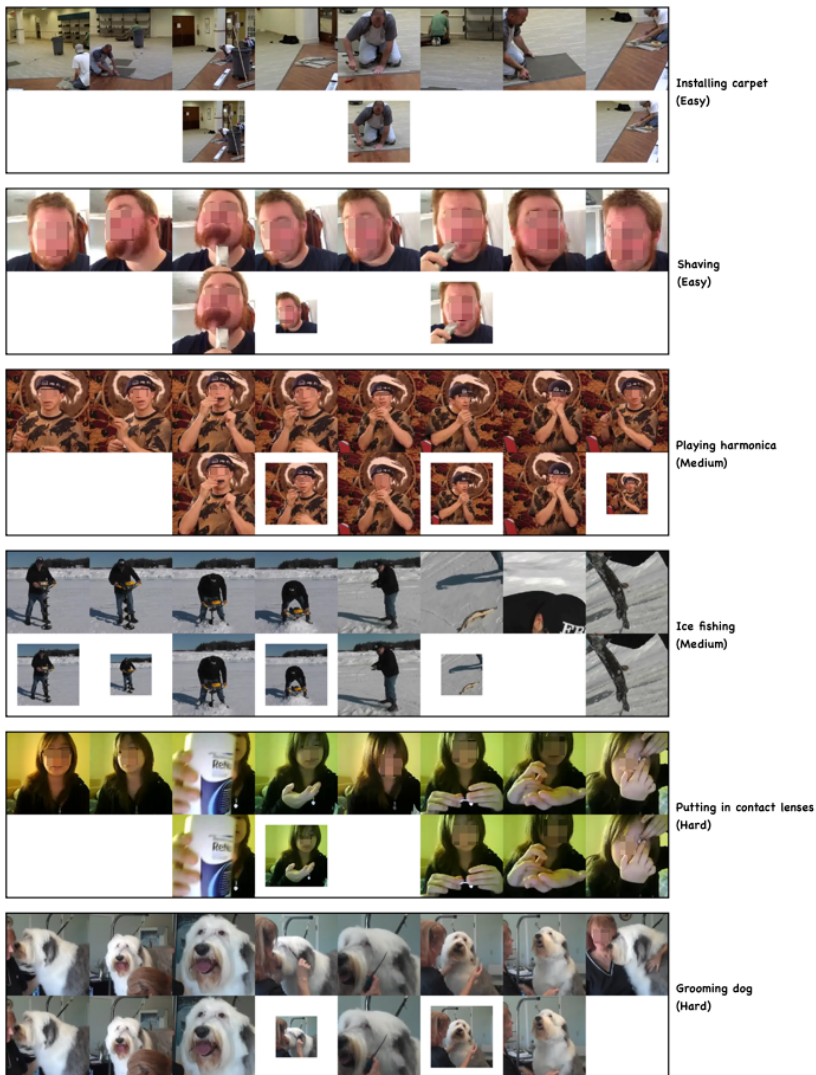 Installing carpet
(Easy)
Shaving
(Easy)
Playing harmonica
(Medium)
Ice fishing
(Medium)
Putting in contact lenses
(Hard)
Grooming dog
(Hard)